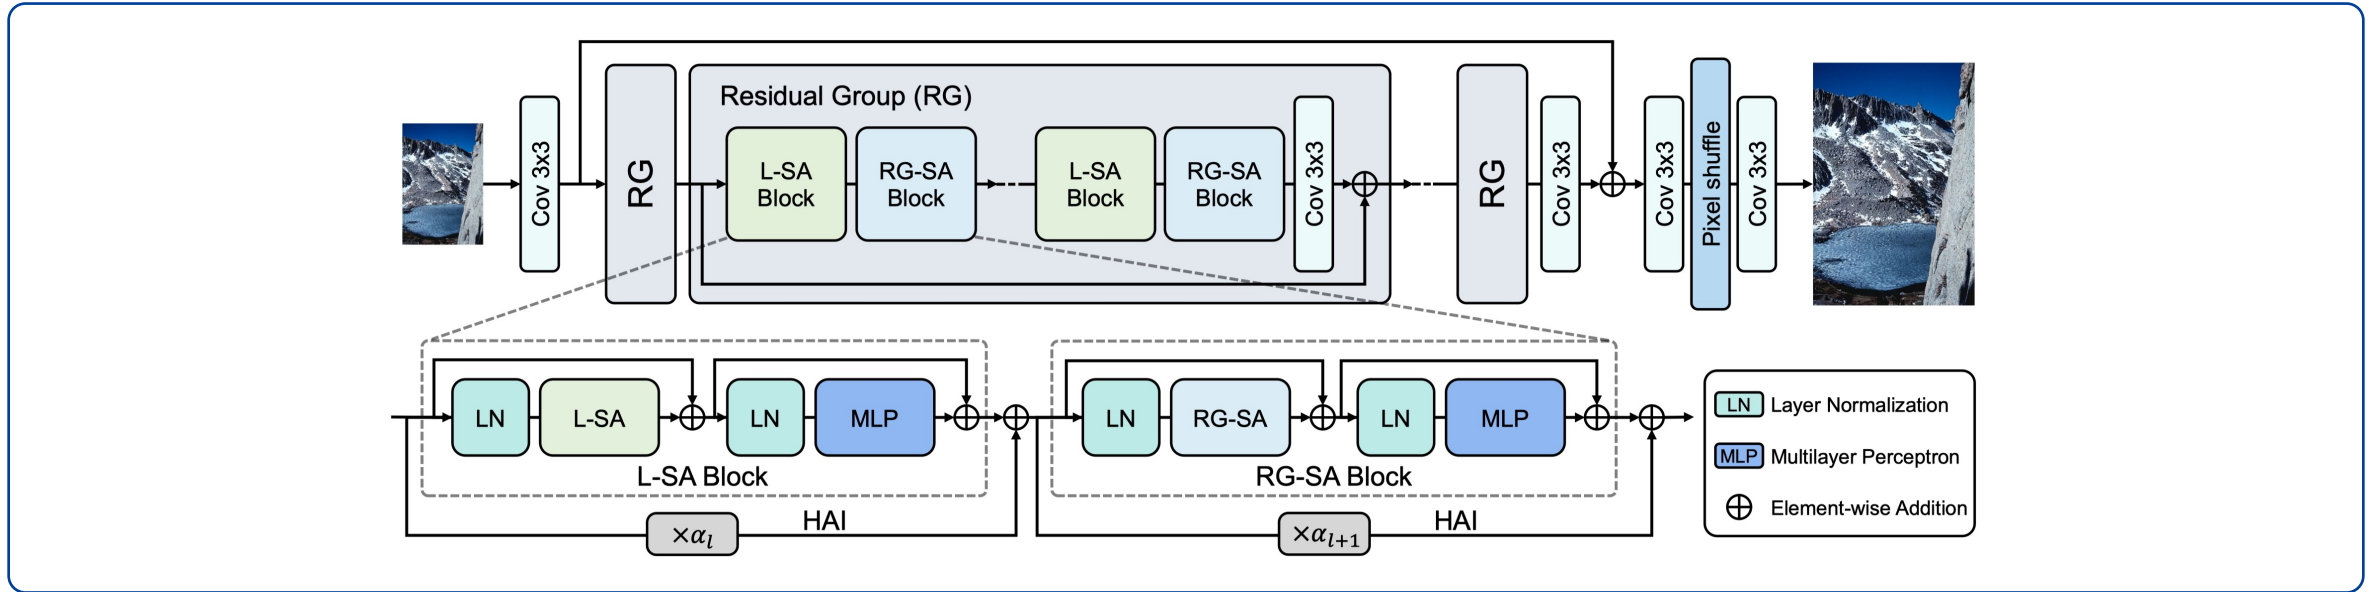 Residual Group (RG)
Cov 3x3
RG
L-SA
Block
RG-SA
Block
L-SA
Block
RG-SA
Block
Cov 3x3
RG
Cov 3x3
Cov 3x3
Pixel shuffle
Cov 3x3
LN
L-SA
LN
MLP
L-SA Block
HAI
×αl
LN
RG-SA
LN
MLP
RG-SA Block
HAI
×αl+1
LN Layer Normalization
MLP Multilayer Perceptron
Element-wise Addition